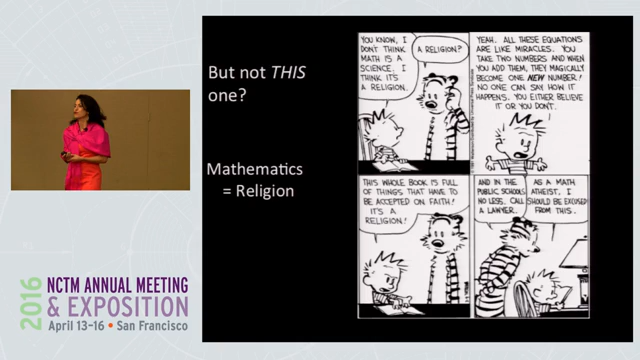 But not THIS
one?
Mathematics
= Religion
YOU KNOW, I
DON'T THINK
MATH IS A
SCIENCE. I
THINK IT'S
A RELIGION.
A RELIGION?
YEAH. ALL THESE EQUATIONS
ARE LIKE MIRACLES. YOU
TAKE TWO NUMBERS AND WHEN
YOU ADD THEM, THEY MAGICALLY
BECOME ONE NEW NUMBER!
NO ONE CAN SAY HOW IT
HAPPENS. YOU EITHER BELIEVE
IT OR YOU DON'T.
THIS WHOLE BOOK IS FULL
OF THINGS THAT HAVE TO
BE ACCEPTED ON FAITH!
IT'S A
RELIGION!
AND IN THE
PUBLIC SCHOOLS
NO LESS. CALL
A LAWYER.
AS A MATH
ATHEIST, I
SHOULD BE EXCUSED
FROM THIS.
2016
NCTM ANNUAL MEETING
& EXPOSITION
April 13–16 • San Francisco